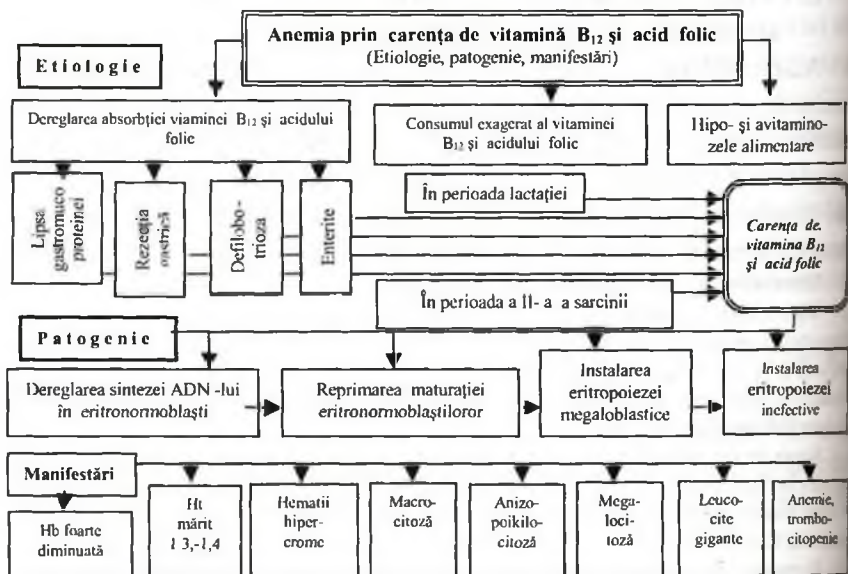 Anemia prin carența de vitamină B12 și acid folic
(Etiologie, patogenie, manifestări)
Etiologie
Dereglarea absorbției viaminei B12 și acidului
folic
Consumul exagerat al vitaminei
B12 și acidului folic
Hipo- și avitamino-
zele alimentare
Lipsa
gastromuco
proteinei
Rezecția
gastrică
Defilobo-
trioza
Enterite
În perioada lactației
În perioada a II- a a sarcinii
Carența de
vitamina B12
și acid folic
Patogenie
Dereglarea sintezei ADN -lui
în eritronormoblaști
Reprimarea maturației
eritronormoblaștiloror
Instalarea
eritropoiezei
megaloblastice
Instalarea
eritropoiezei
inefective
Manifestări
Hb foarte
diminuată
Ht
mărit
1 3,-1,4
Hematii
hiper-
crome
Macro-
citoză
Anizo-
poikilo-
citoză
Mega-
loci-
toză
Leuco-
cite
gigante
Anemie,
trombo-
citopenie